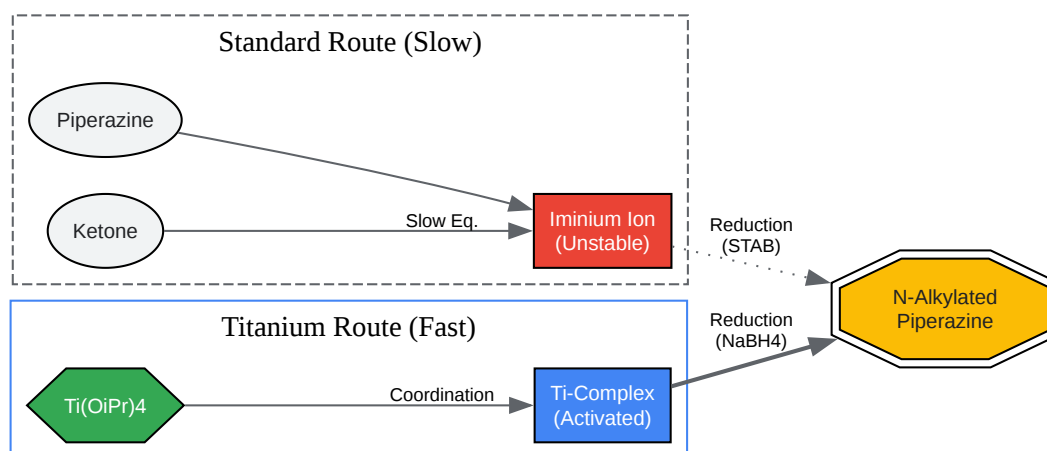 Standard Route (Slow)
Piperazine
Ketone
Slow Eq.
Iminium Ion
(Unstable)
Reduction
(STAB)
N-Alkylated
Piperazine
Titanium Route (Fast)
Reduction
(NaBH4)
Ti(OiPr)4
Coordination
Ti-Complex
(Activated)